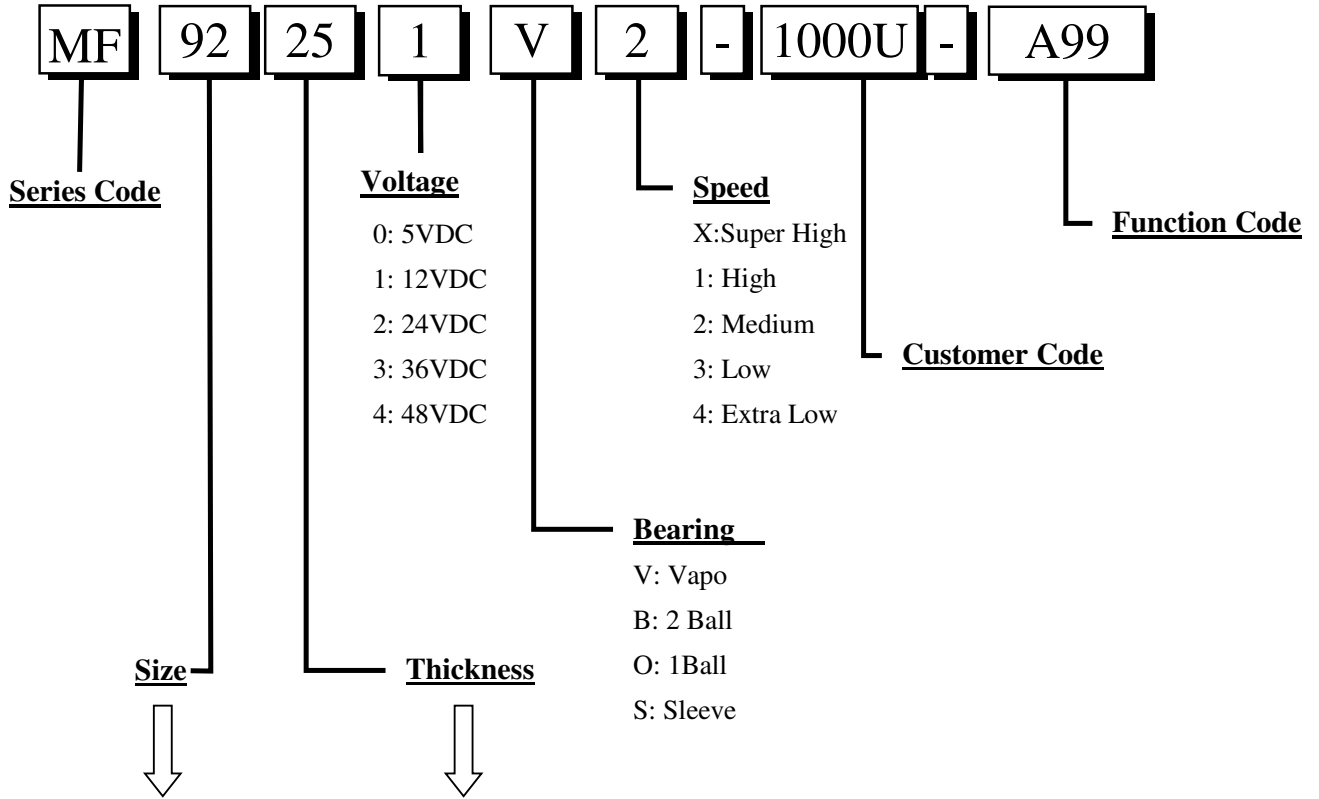 MF 92 25 1 V 2 - 1000U - A99
Series Code
Voltage
0: 5VDC
1: 12VDC
2: 24VDC
3: 36VDC
4: 48VDC
Speed
X:Super High
1: High
2: Medium
3: Low
4: Extra Low
Function Code
Customer Code
Bearing
V: Vapo
B: 2 Ball
O: 1Ball
S: Sleeve
Size
Thickness